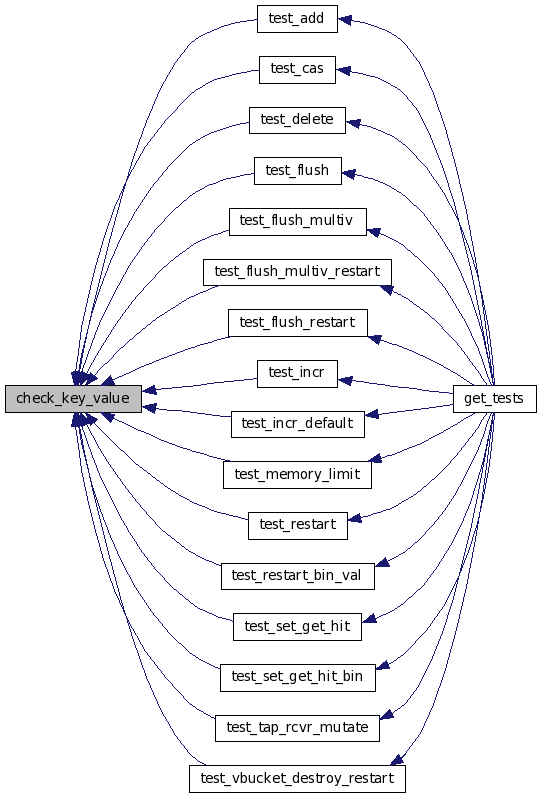 test_add
test_cas
test_delete
test_flush
test_flush_multiv
test_flush_multiv_restart
test_flush_restart
test_incr
check_key_value
get_tests
test_incr_default
test_memory_limit
test_restart
test_restart_bin_val
test_set_get_hit
test_set_get_hit_bin
test_tap_rcvr_mutate
test_vbucket_destroy_restart